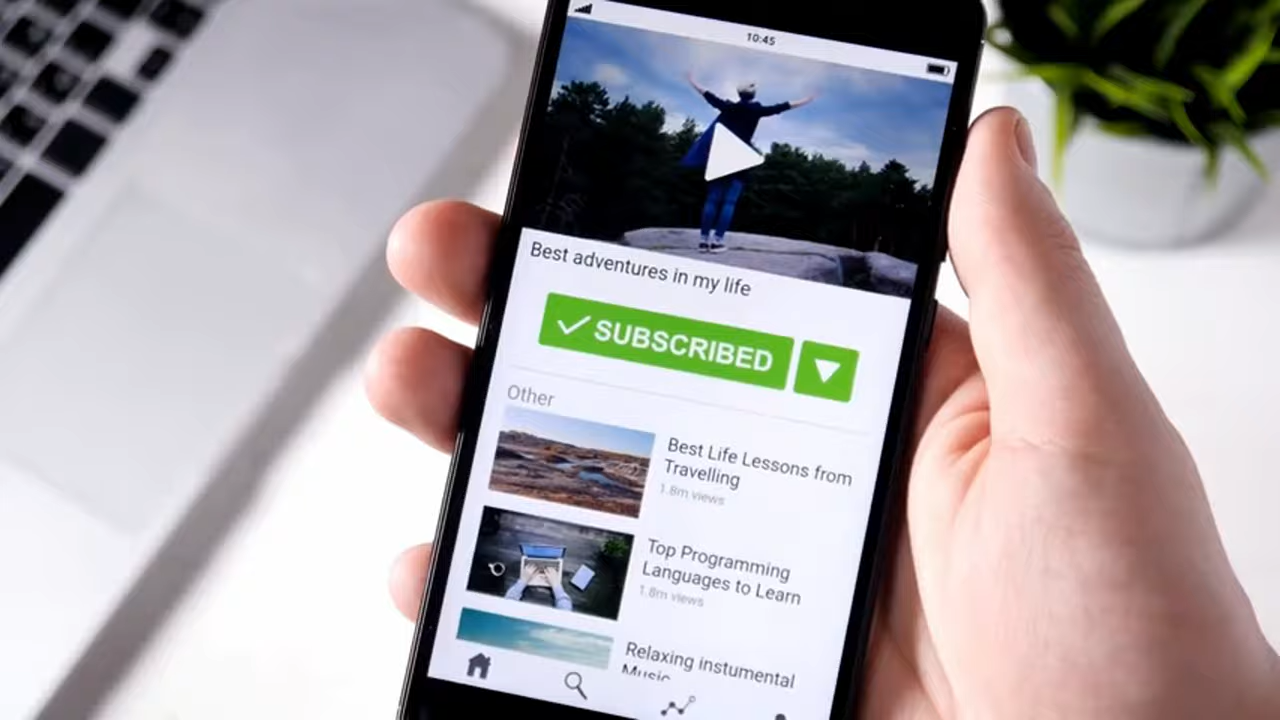 10:45
Best adventures in my life
SUBSCRIBED
Other
Best Life Lessons from
Travelling
1.8m views
Top Programming
Languages to Learn
1.8m views
Relaxing instumental
Music